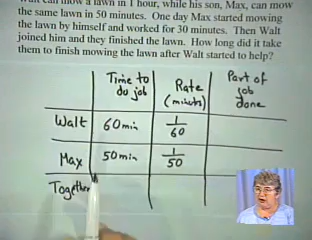 can mow a lawn in 1 hour, while his son, Max, can mow
the same lawn in 50 minutes. One day Max started mowing
the lawn by himself and worked for 30 minutes. Then Walt
joined him and they finished the lawn. How long did it take
them to finish mowing the lawn after Walt started to help?
Time to do job
Rate (minutes)
Part of job done
Walt 60 min 1/60
Max 50 min 1/50
Together